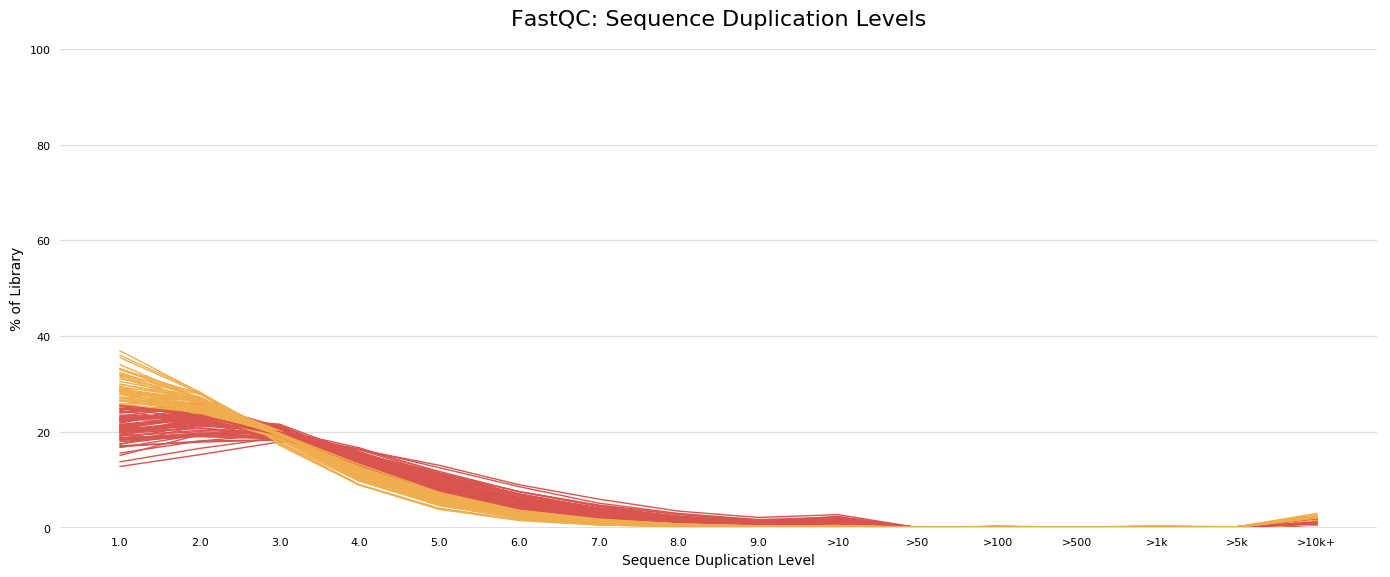 FastQC: Sequence Duplication Levels
100
80
60
40
20
0
% of Library
1.0 2.0 3.0 4.0 5.0 6.0 7.0 8.0 9.0 >10 >50 >100 >500 >1k >5k >10k+
Sequence Duplication Level